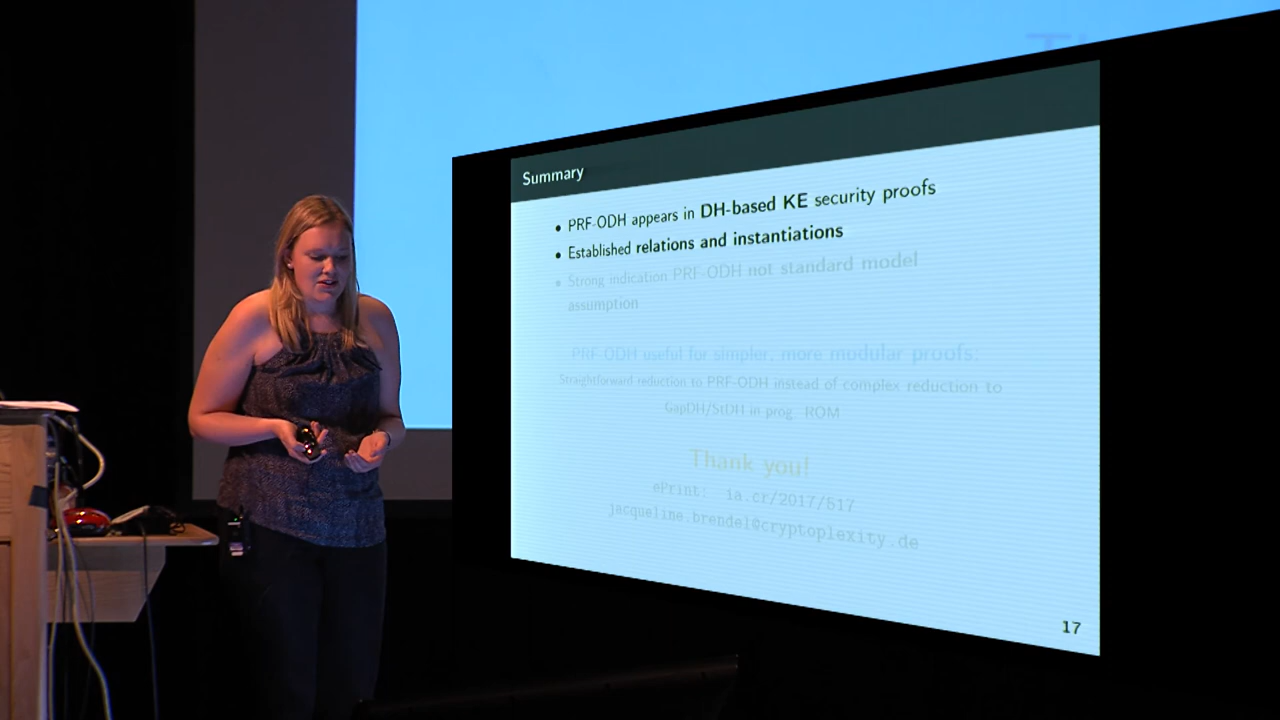 Summary
• PRF-ODH appears in DH-based KE security proofs
• Established relations and instantiations
• Strong indication PRF-ODH not standard model
assumption
PRF-ODH useful for simpler, more modular proofs:
Straightforward reduction to PRF-ODH instead of complex reduction to
GapDH/StDH in prog. ROM
Thank you!
ePrint: ia.cr/2017/517
jacqueline.brendel@cryptoplexity.de
17